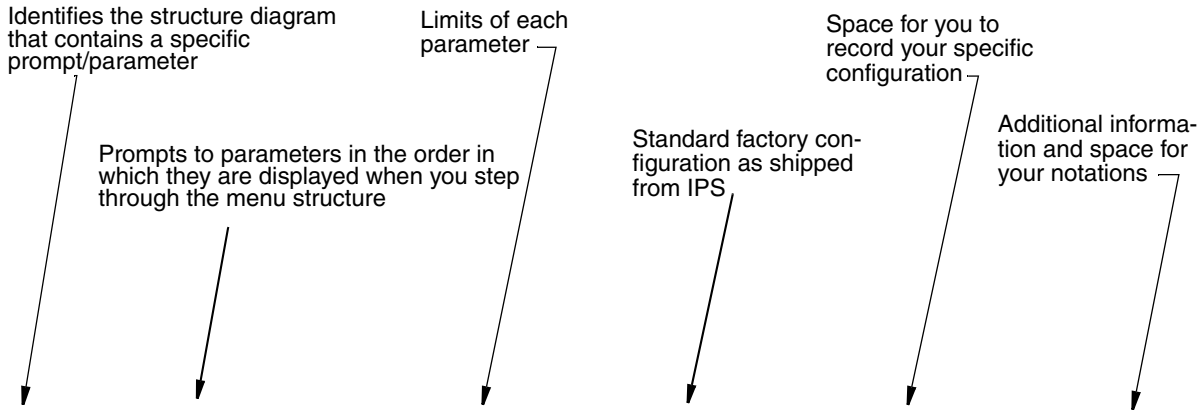 Identifies the structure diagram
that contains a specific
prompt/parameter
Limits of each
parameter
Space for you to
record your specific
configuration
Additional informa-
tion and space for
your notations
Standard factory con-
figuration as shipped
from IPS
Prompts to parameters in the order in
which they are displayed when you step
through the menu structure